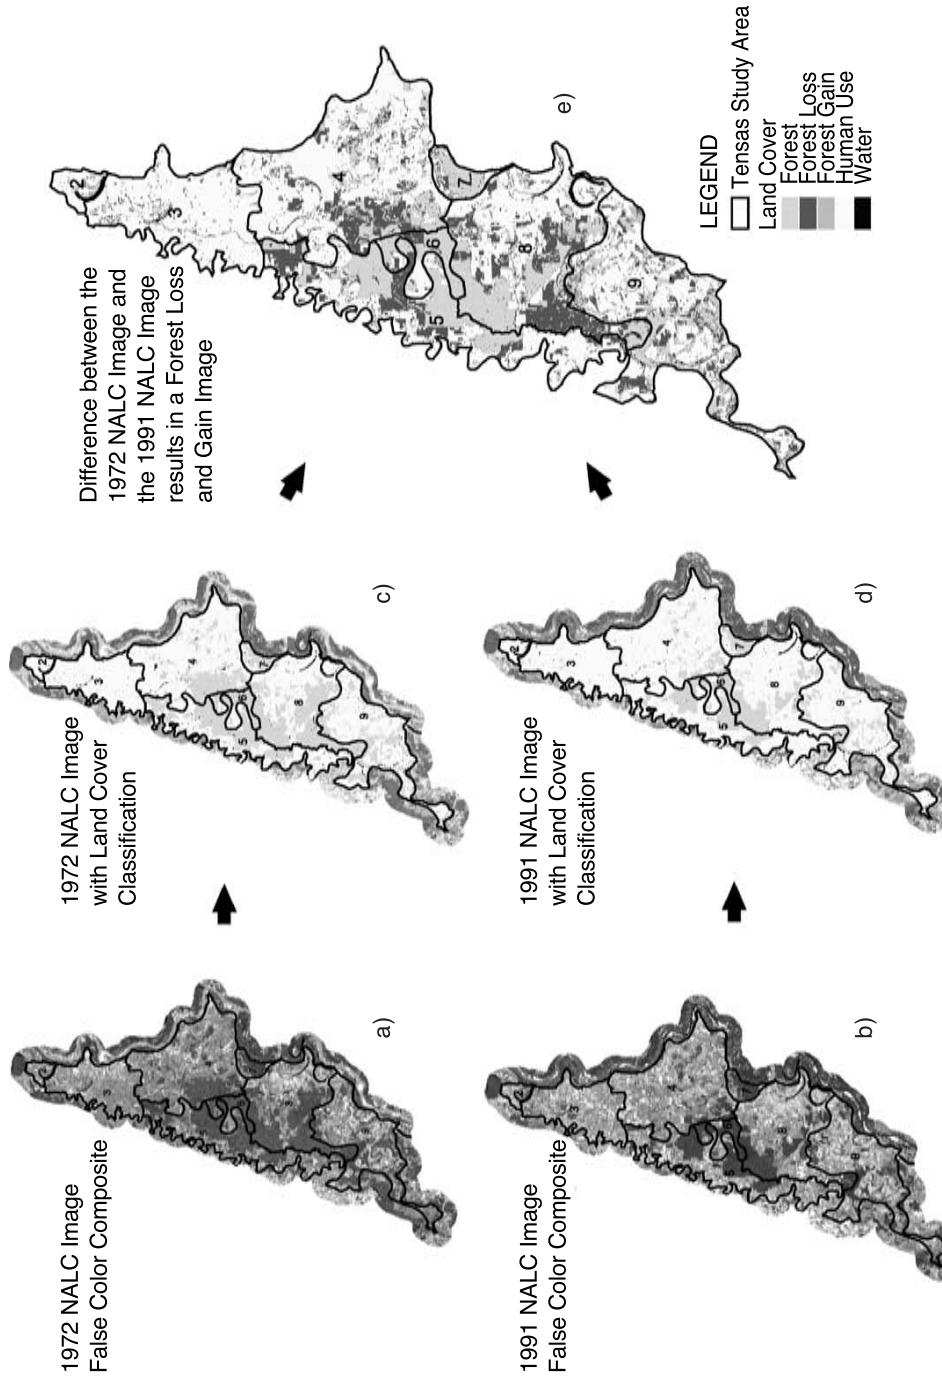 1972 NALC Image
False Color Composite
a)
1972 NALC Image
with Land Cover
Classification
c)
Difference between the
1972 NALC Image and
the 1991 NALC Image
results in a Forest Loss
and Gain Image
e)
1991 NALC Image
False Color Composite
b)
1991 NALC Image
with Land Cover
Classification
d)
LEGEND
Tensas Study Area
Land Cover
Forest
Forest Loss
Forest Gain
Human Use
Water
2
3
4
5
6
7
8
9